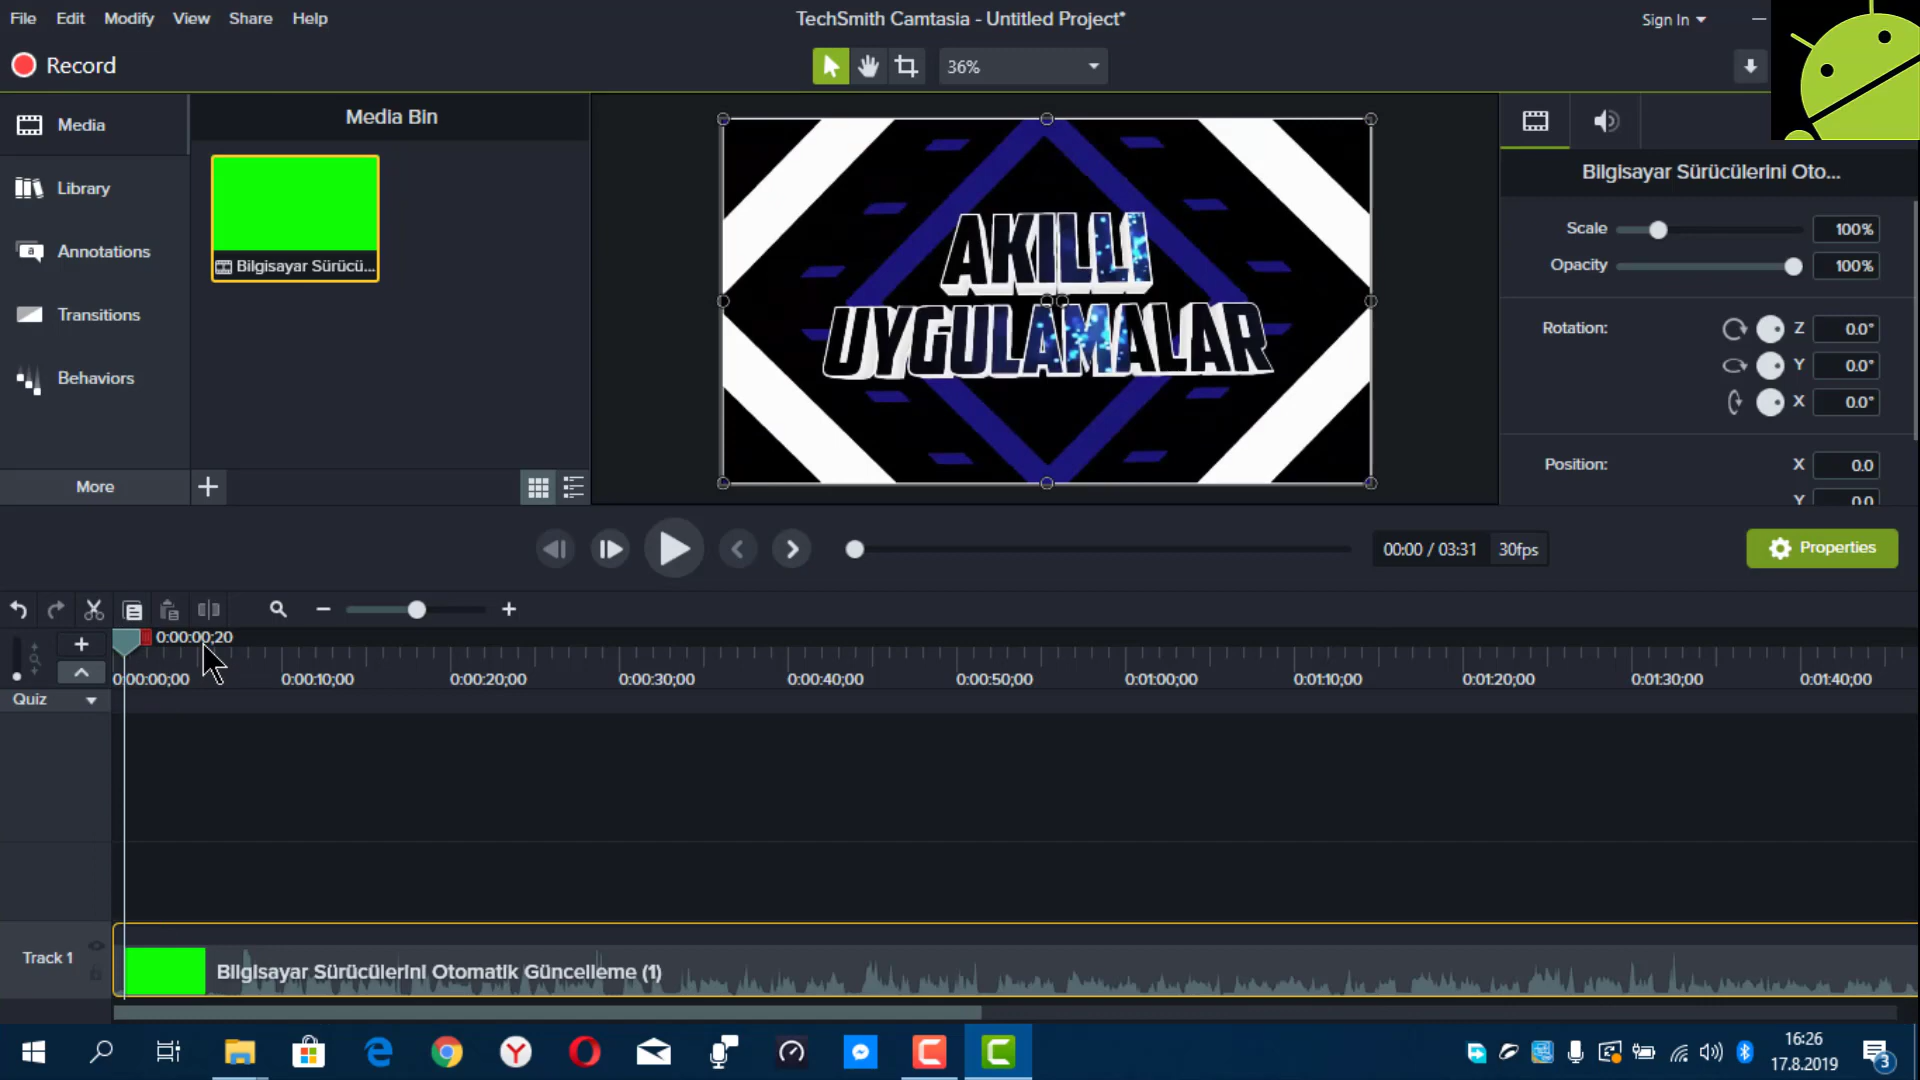 File Edit Modify View Share Help
TechSmith Camtasia - Untitled Project*
Sign In
Record
36%
Media
Media Bin
Library
Annotations
Transitions
Behaviors
More
Bilgisayar Sürücü...
AKILLI
UYGULAMALAR
Bilgisayar Sürücülerini Oto...
Scale 100%
Opacity 100%
Rotation: Z 0.0°
Y 0.0°
X 0.0°
Position: X 0.0
Y 0.0
00:00 / 03:31 30fps
Properties
0:00:00;20
0:00:00;00 0:00:10;00 0:00:20;00 0:00:30;00 0:00:40;00 0:00:50;00 0:01:00;00 0:01:10;00 0:01:20;00 0:01:30;00 0:01:40;00
Quiz
Track 1
Bilgisayar Sürücülerini Otomatik Güncelleme (1)
16:26
17.8.2019
3